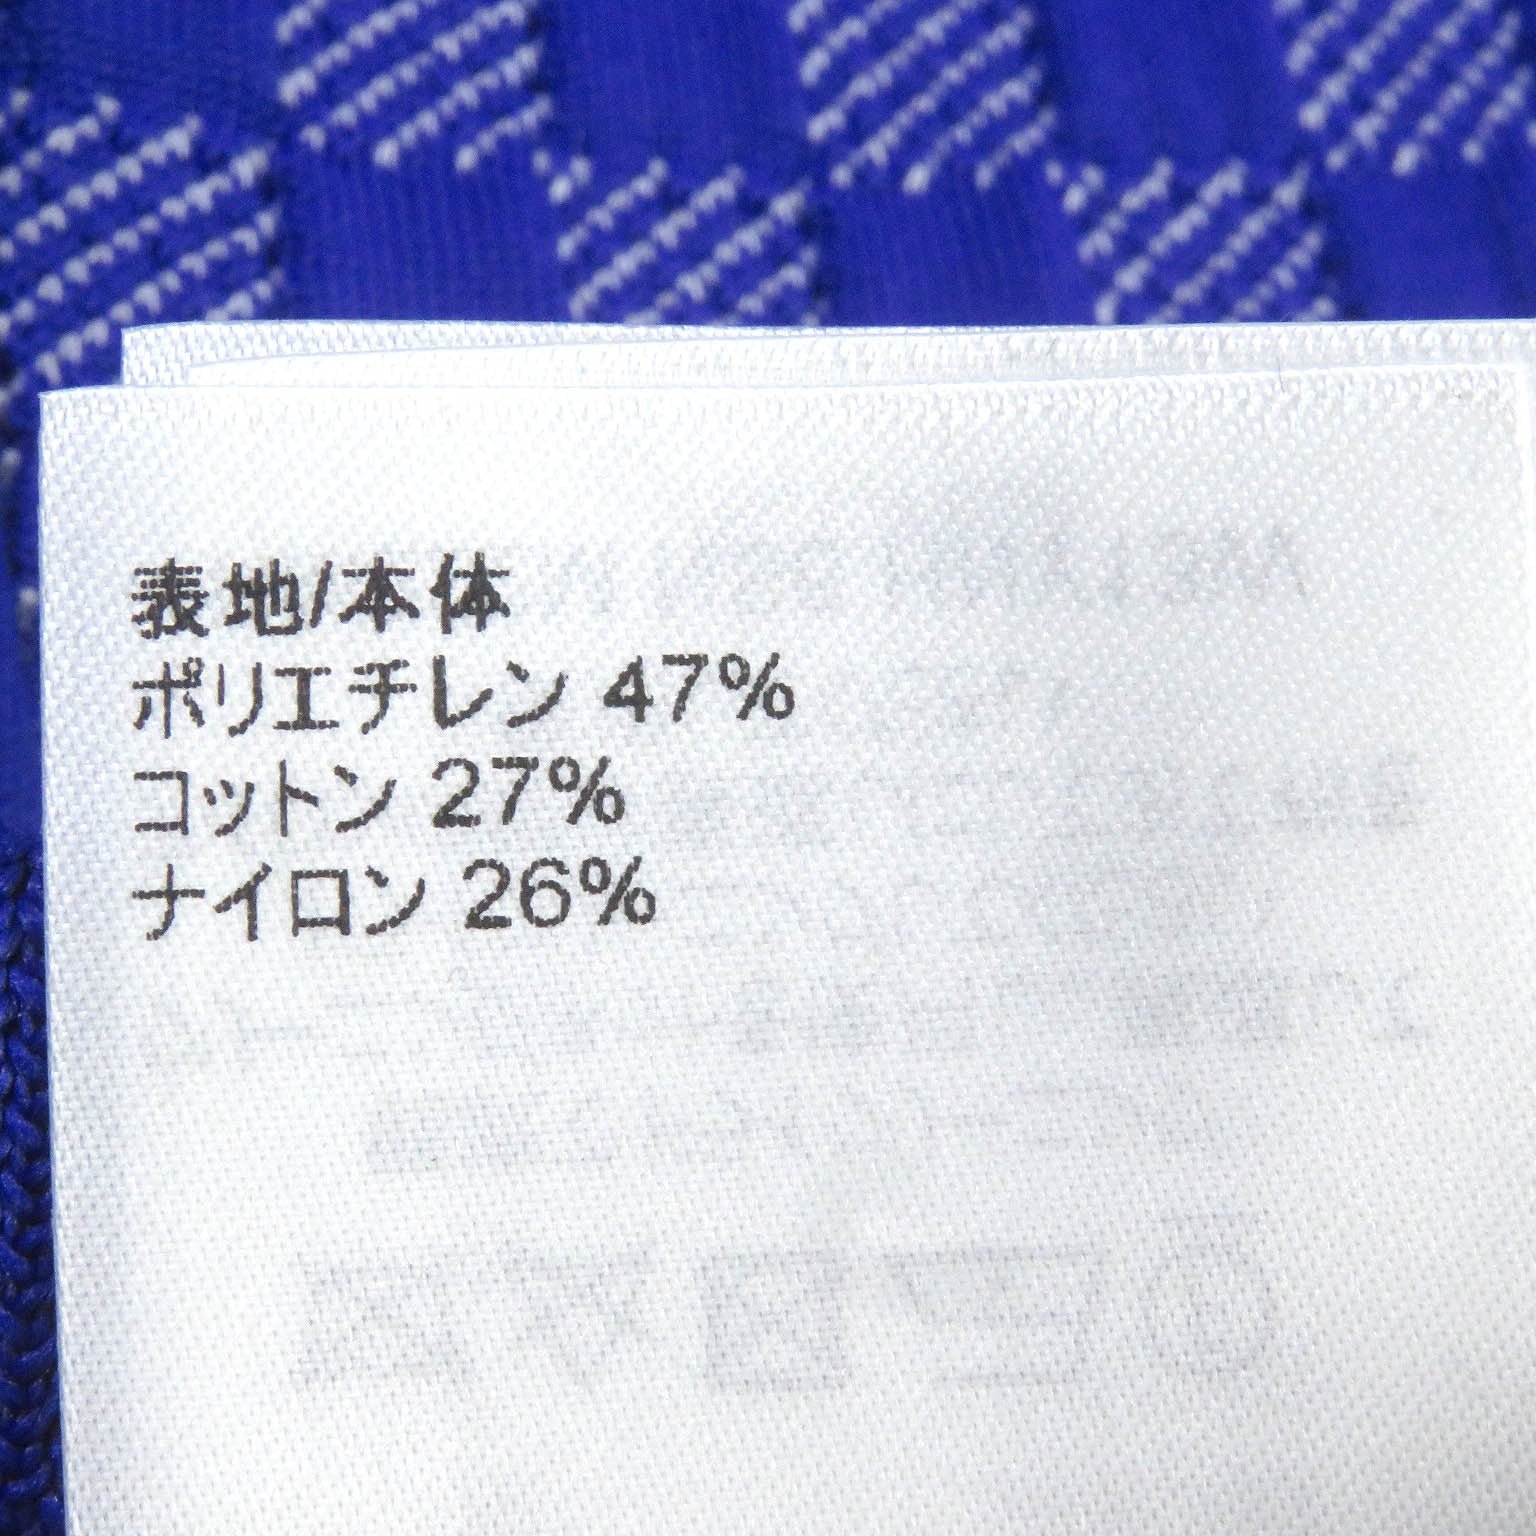 表地/本体
ポリエチレン 47%
コットン 27%
ナイロン 26%